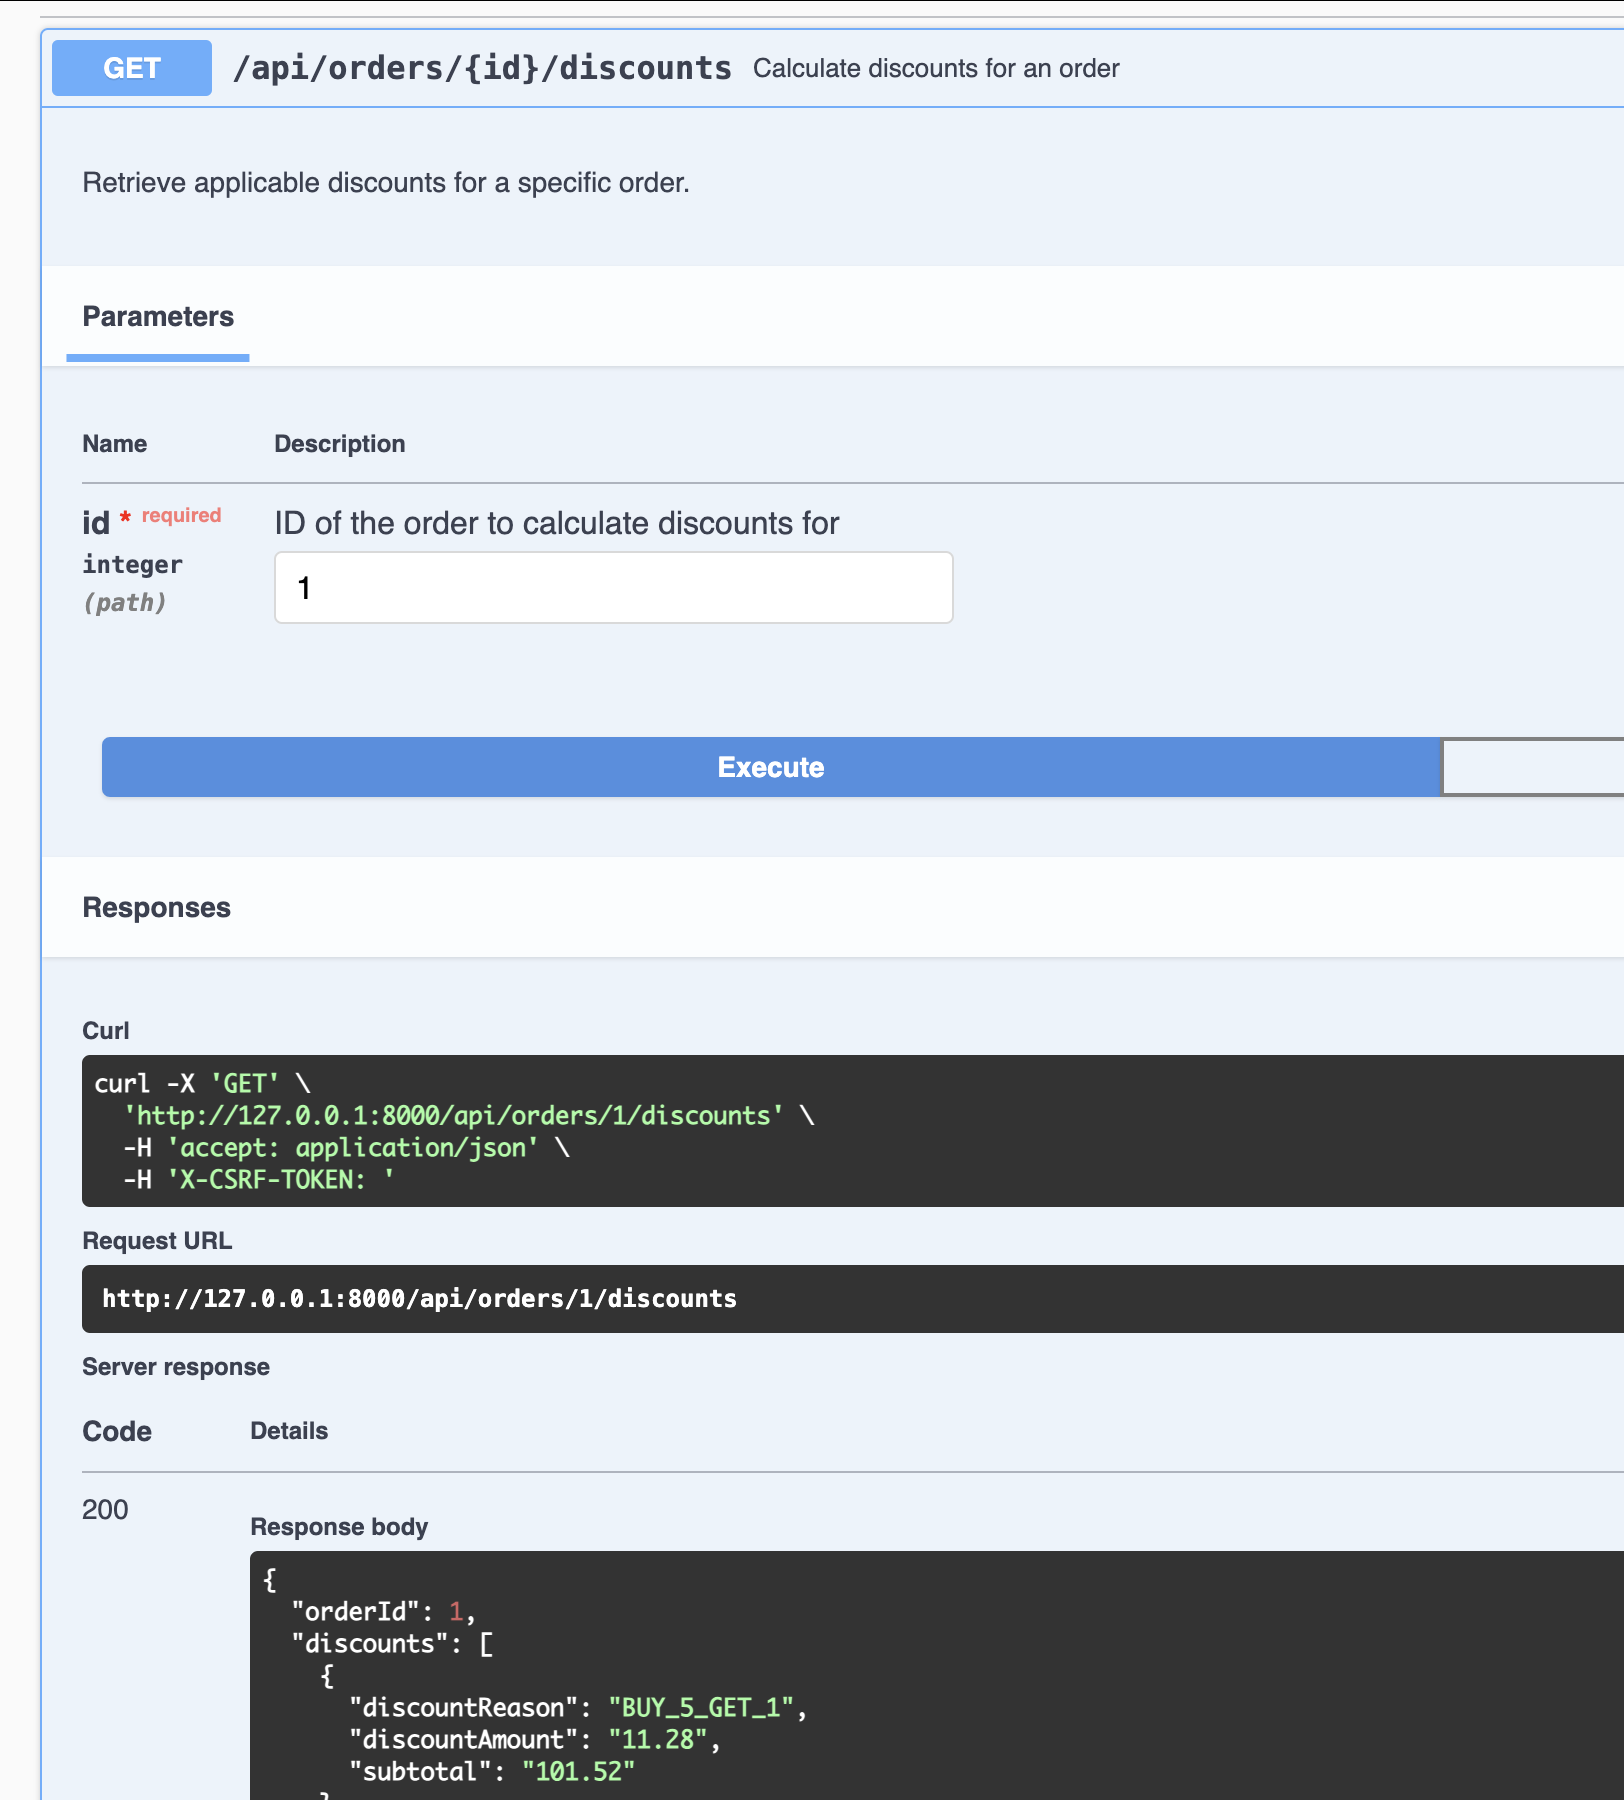 GET /api/orders/{id}/discounts Calculate discounts for an order
Retrieve applicable discounts for a specific order.
Parameters
Name Description
id * required ID of the order to calculate discounts for
integer
(path)
1
Execute
Responses
Curl
curl -X 'GET' \
'http://127.0.0.1:8000/api/orders/1/discounts' \
-H 'accept: application/json' \
-H 'X-CSRF-TOKEN: '
Request URL
http://127.0.0.1:8000/api/orders/1/discounts
Server response
Code Details
200
Response body
{
"orderId": 1,
"discounts": [
{
"discountReason": "BUY_5_GET_1",
"discountAmount": "11.28",
"subtotal": "101.52"